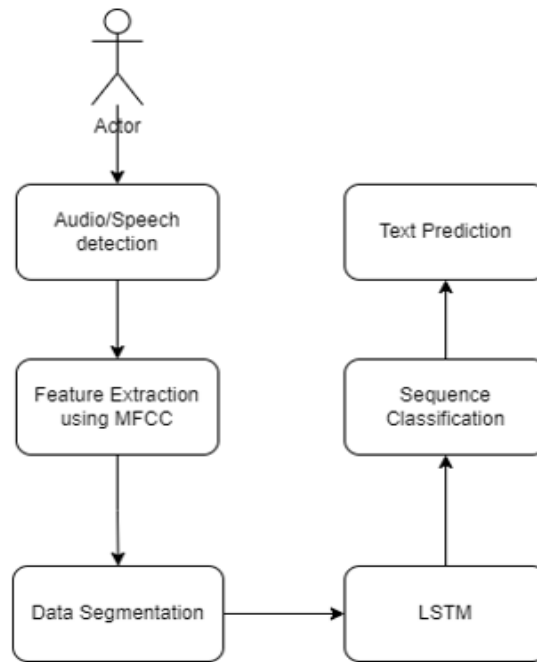 Actor
Audio/Speech
detection
Feature Extraction
using MFCC
Data Segmentation
LSTM
Sequence
Classification
Text Prediction